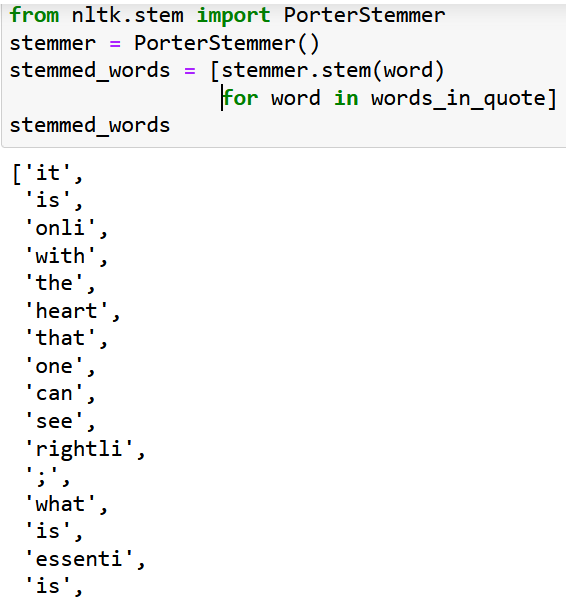 from nltk.stem import PorterStemmer
stemmer = PorterStemmer()
stemmed_words = [stemmer.stem(word)
                 for word in words_in_quote]
stemmed_words
['it',
 'is',
 'onli',
 'with',
 'the',
 'heart',
 'that',
 'one',
 'can',
 'see',
 'rightli',
 ';',
 'what',
 'is',
 'essenti',
 'is',